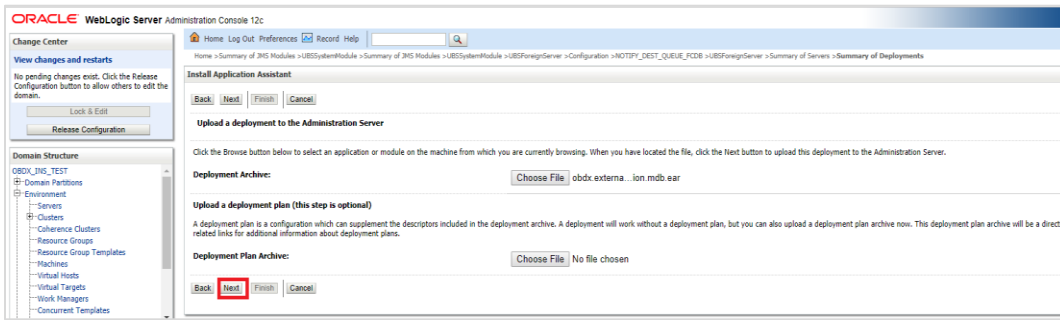 ORACLE WebLogic Server Administration Console 12c
Change Center
View changes and restarts
No pending changes exist. Click the Release
Configuration button to allow others to edit the
domain.
Lock & Edit
Release Configuration
Domain Structure
OBDX_INS_TEST
Domain Partitions
Environment
Servers
Clusters
Coherence Clusters
Resource Groups
Resource Group Templates
Machines
Virtual Hosts
Virtual Targets
Work Managers
Concurrent Templates
Home Log Out Preferences Record Help
Home >Summary of JMS Modules >UBSSystemModule >Summary of JMS Modules >UBSSystemModule >UBSForeignServer >Configuration >NOTIFY_DEST_QUEUE_FCDB >UBSForeignServer >Summary of Servers >Summary of Deployments
Install Application Assistant
Back Next Finish Cancel
Upload a deployment to the Administration Server
Click the Browse button below to select an application or module on the machine from which you are currently browsing. When you have located the file, click the Next button to upload this deployment to the Administration Server.
Deployment Archive: Choose File obdx.externa...ion.mdb.ear
Upload a deployment plan (this step is optional)
A deployment plan is a configuration which can supplement the descriptors included in the deployment archive. A deployment will work without a deployment plan, but you can also upload a deployment plan archive now. This deployment plan archive will be a direct
related links for additional information about deployment plans.
Deployment Plan Archive: Choose File No file chosen
Back Next Finish Cancel